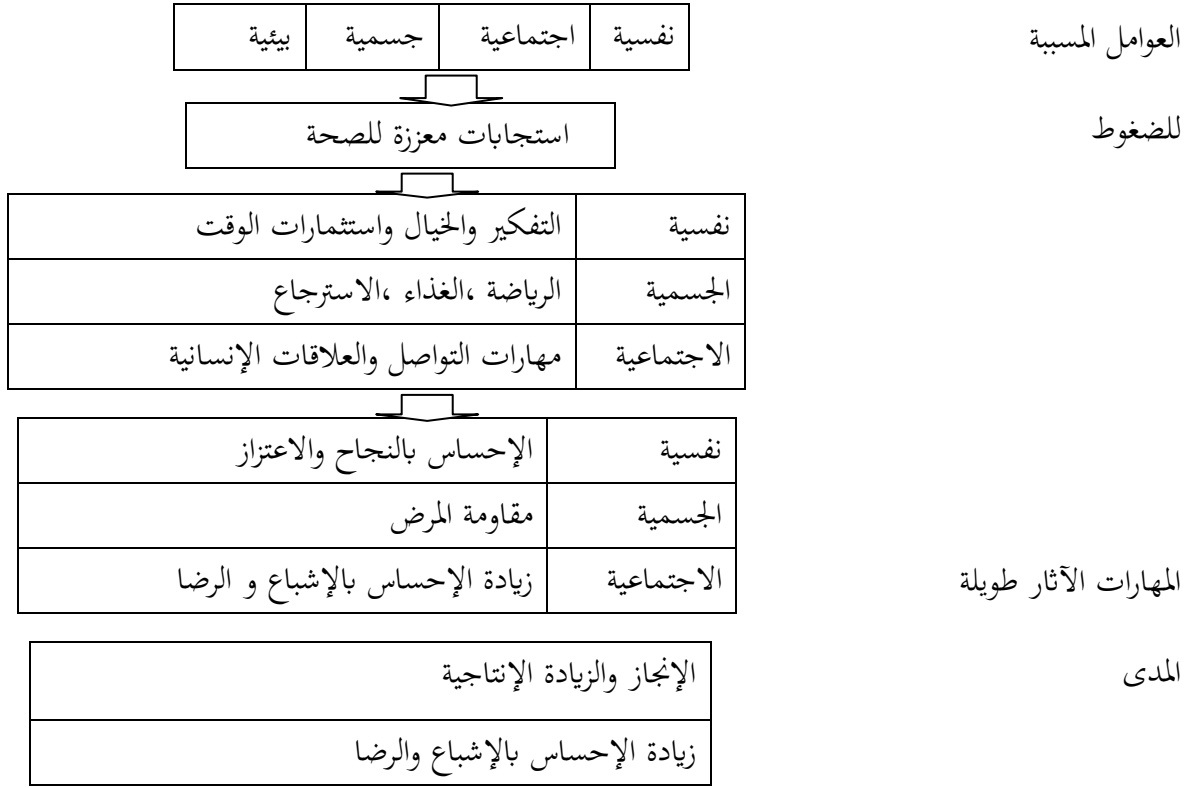 العوامل المسببة
نفسية اجتماعية جسمية بيئية
للضغوط
استجابات معززة للصحة
نفسية التفكير والخيال واستثمارات الوقت
الجسمية الرياضة ،الغذاء ،الاسترجاع
الاجتماعية مهارات التواصل والعلاقات الإنسانية
نفسية الإحساس بالنجاح والاعتزاز
الجسمية مقاومة المرض
المهارات الآثار طويلة
الاجتماعية زيادة الإحساس بالإشباع و الرضا
المدى
الإنجاز والزيادة الإنتاجية
زيادة الإحساس بالإشباع والرضا